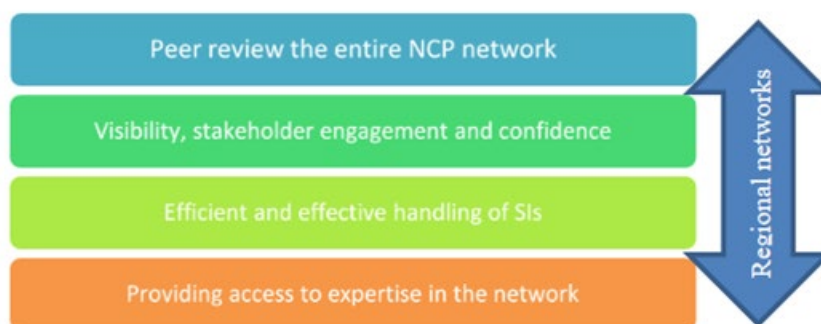 Peer review the entire NCP network
Visibility, stakeholder engagement and confidence
Efficient and effective handling of SIs
Providing access to expertise in the network
Regional networks